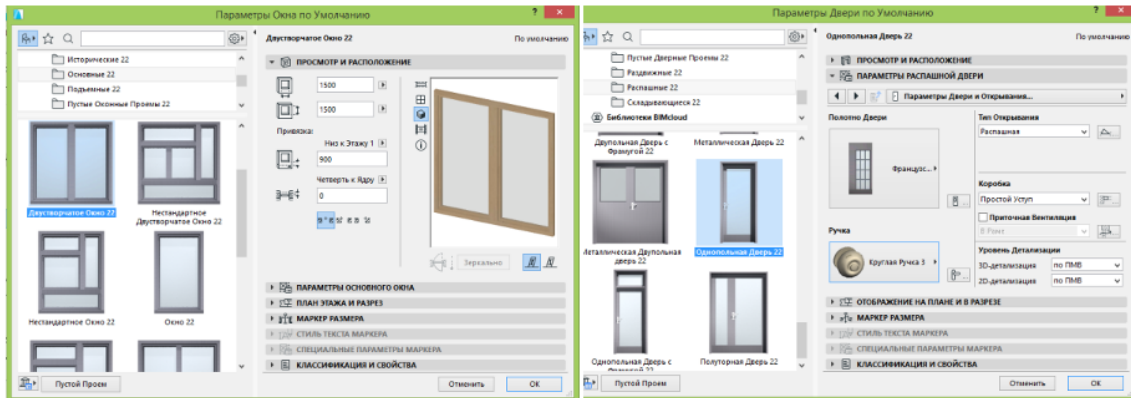 Параметры Окна по Умолчанию
Двустворчатое Окно 22
По умолчанию
Исторические 22
Основные 22
Подъемные 22
Пустые Оконные Проемы 22
Двустворчатое Окно 22
Нестандартное
Двустворчатое Окно 22
Нестандартное Окно 22
Окно 22
Пустой Проем
ПРОСМОТР И РАСПОЛОЖЕНИЕ
1500
1500
Привязка:
Низ к Этажу 1
900
Четверть к Ядру
0
Зеркально
ПАРАМЕТРЫ ОСНОВНОГО ОКНА
ПЛАН ЭТАЖА И РАЗРЕЗ
МАРКЕР РАЗМЕРА
СТИЛЬ ТЕКСТА МАРКЕРА
СПЕЦИАЛЬНЫЕ ПАРАМЕТРЫ МАРКЕРА
КЛАССИФИКАЦИЯ И СВОЙСТВА
Отменить
OK
Параметры Двери по Умолчанию
Однопольная Дверь 22
По умолчанию
Пустые Дверные Проемы 22
Раздвижные 22
Распашные 22
Складывающиеся 22
Библиотеки BIMcloud
Двупольная Дверь с
Фрамугой 22
Металлическая Дверь 22
Металлическая Двупольная
дверь 22
Однопольная Дверь 22
Однопольная Дверь с
Фрамугой 22
Полуторная Дверь 22
Пустой Проем
ПРОСМОТР И РАСПОЛОЖЕНИЕ
ПАРАМЕТРЫ РАСПАШНОЙ ДВЕРИ
Параметры Двери и Открывания...
Полотно Двери
Французс...
Ручка
Круглая Ручка 3
Тип Открывания
Распашная
Коробка
Простой Уступ
Приточная Вентиляция
В Раме
Уровень Детализации
3D-детализация
по ПМВ
2D-детализация
по ПМВ
ОТОБРАЖЕНИЕ НА ПЛАНЕ И В РАЗРЕЗЕ
МАРКЕР РАЗМЕРА
СТИЛЬ ТЕКСТА МАРКЕРА
СПЕЦИАЛЬНЫЕ ПАРАМЕТРЫ МАРКЕРА
КЛАССИФИКАЦИЯ И СВОЙСТВА
Отменить
OK